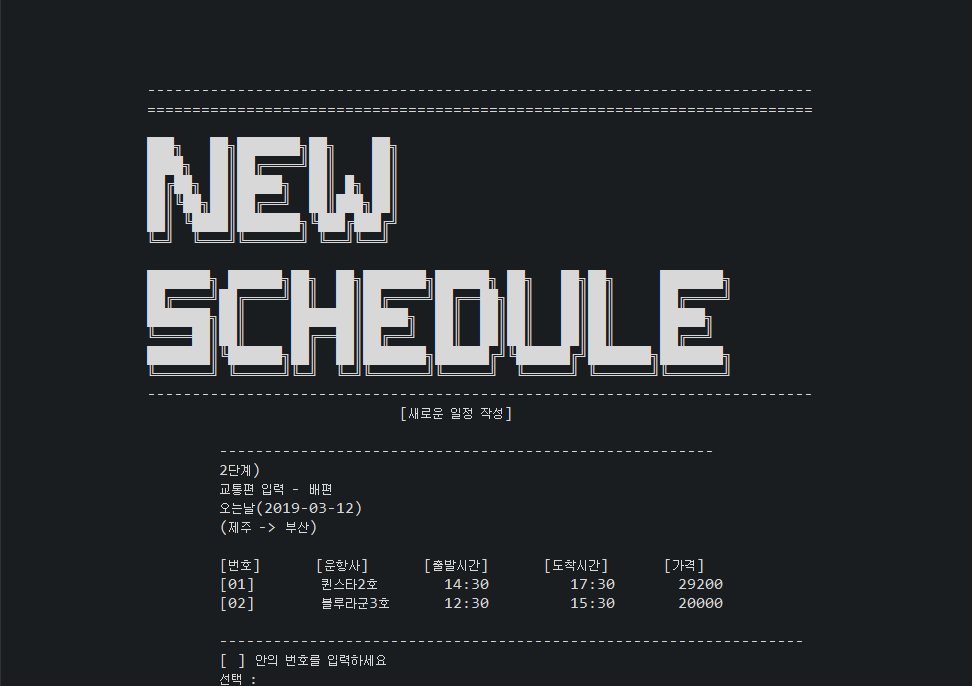 --------------------------------------------------------------------------
==========================================================================
NEW
SCHEDULE
--------------------------------------------------------------------------
[새로운 일정 작성]
-------------------------------------------------------
2단계)
교통편 입력 - 배편
오는날(2019-03-12)
(제주 -> 부산)
[번호] [운항사] [출발시간] [도착시간] [가격]
[01] 퀸스타2호 14:30 17:30 29200
[02] 블루라군3호 12:30 15:30 20000
-----------------------------------------------------------------
[ ] 안의 번호를 입력하세요
선택 :